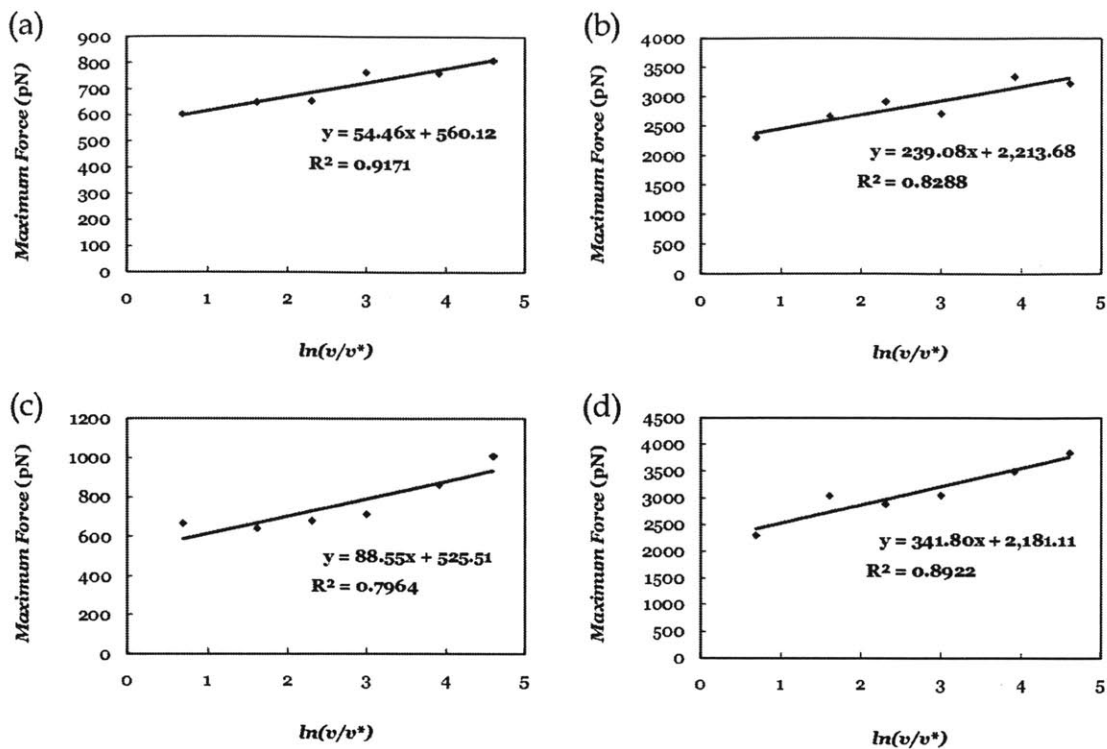 (a)
Maximum Force (pN)
900
800
700
600
500
400
300
200
100
0
y = 54.46x + 560.12
R² = 0.9171
0 1 2 3 4 5
ln(v/v*)
(b)
Maximum Force (pN)
4000
3500
3000
2500
2000
1500
1000
500
0
y = 239.08x + 2,213.68
R² = 0.8288
0 1 2 3 4 5
ln(v/v*)
(c)
Maximum Force (pN)
1200
1000
800
600
400
200
0
y = 88.55x + 525.51
R² = 0.7964
0 1 2 3 4 5
ln(v/v*)
(d)
Maximum Force (pN)
4500
4000
3500
3000
2500
2000
1500
1000
500
0
y = 341.80x + 2,181.11
R² = 0.8922
0 1 2 3 4 5
ln(v/v*)